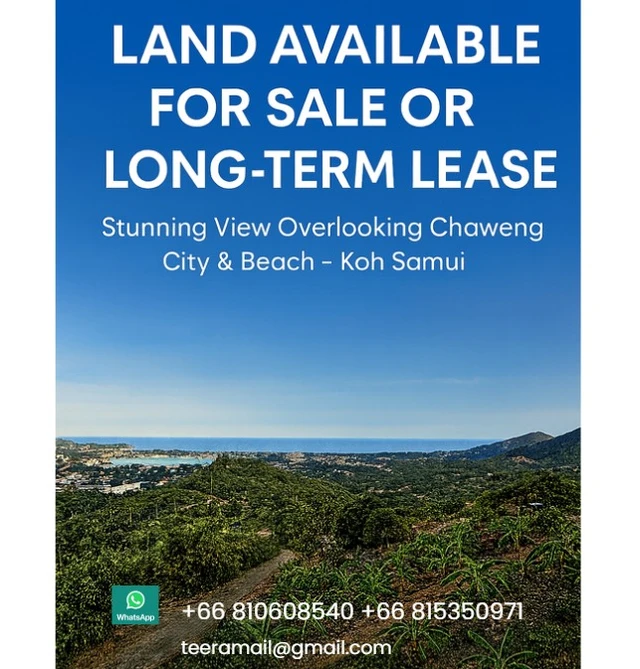 LAND AVAILABLE
FOR SALE OR
LONG-TERM LEASE
Stunning View Overlooking Chaweng
City & Beach – Koh Samui
WhatsApp
+66 810608540 +66 815350971
teeramail@gmail.com